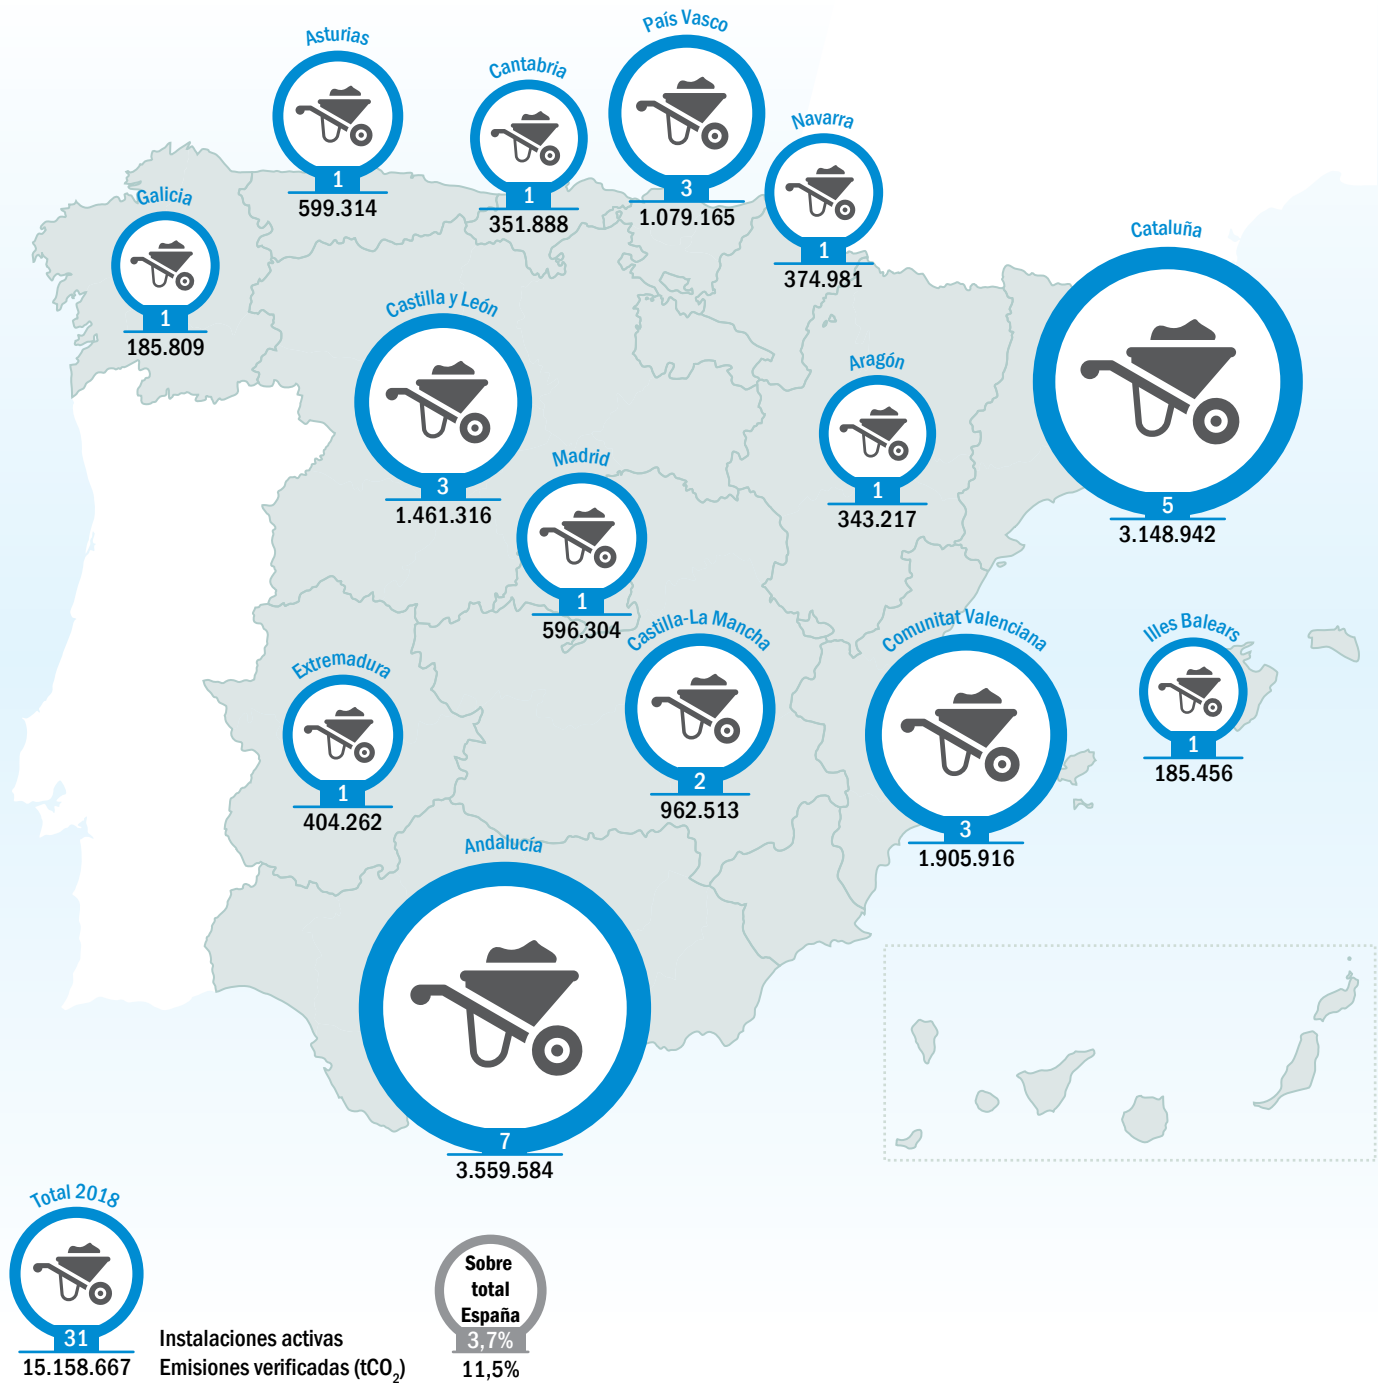 Asturias
1
599.314
Cantabria
1
351.888
País Vasco
3
1.079.165
Navarra
1
374.981
Galicia
1
185.809
Cataluña
5
3.148.942
Castilla y León
3
1.461.316
Aragón
1
343.217
Madrid
1
596.304
Castilla-La Mancha
2
962.513
Comunitat Valenciana
3
1.905.916
Illes Balears
1
185.456
Extremadura
1
404.262
Andalucía
7
3.559.584
Total 2018
31
15.158.667
Instalaciones activas
Emisiones verificadas (tCO₂)
Sobre
total
España
3,7%
11,5%